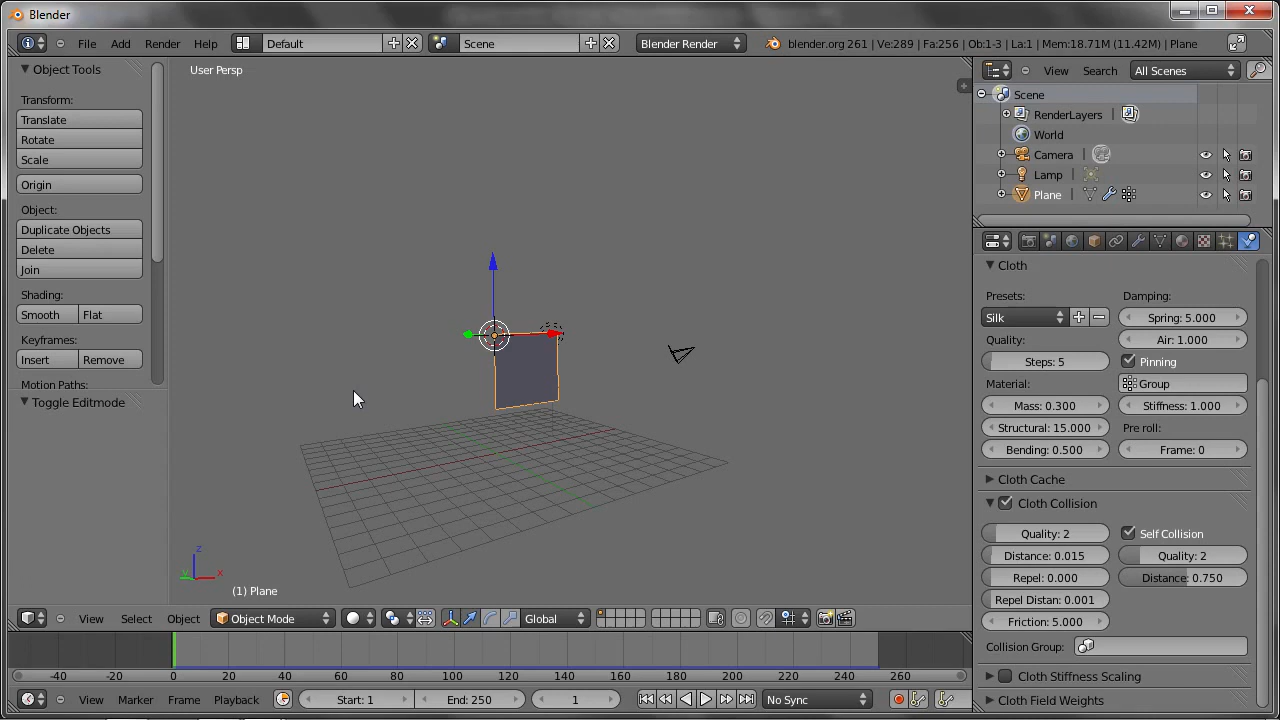 Blender
File Add Render Help Default Scene Blender Render blender.org 261 | Ve:289 | Fa:256 | Ob:1-3 | La:1 | Mem:18.71M (11.42M) | Plane
Object Tools
Transform:
Translate
Rotate
Scale
Origin
Object:
Duplicate Objects
Delete
Join
Shading:
Smooth Flat
Keyframes:
Insert Remove
Motion Paths:
Toggle Editmode
User Persp
z
y x
(1) Plane
View Select Object Object Mode Global
-40 -20 0 20 40 60 80 100 120 140 160 180 200 220 240 260
View Marker Frame Playback Start: 1 End: 250 1 No Sync
View Search All Scenes
Scene
RenderLayers |
World
Camera |
Lamp |
Plane |
Cloth
Presets: Damping:
Silk Spring: 5.000
Quality: Air: 1.000
Steps: 5 Pinning
Material: Group
Mass: 0.300 Stiffness: 1.000
Structural: 15.000 Pre roll:
Bending: 0.500 Frame: 0
Cloth Cache
Cloth Collision
Quality: 2 Self Collision
Distance: 0.015 Quality: 2
Repel: 0.000 Distance: 0.750
Repel Distan: 0.001
Friction: 5.000
Collision Group:
Cloth Stiffness Scaling
Cloth Field Weights